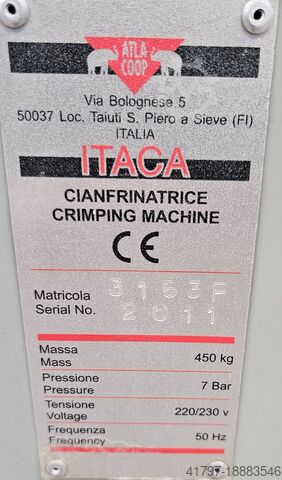 ATLA
COOP
Via Bolognese 5
50037 Loc. Taiuti S. Piero a Sieve (FI)
ITALIA
ITACA
CIANFRINATRICE
CRIMPING MACHINE
CE
Matricola 3163P
Serial No. 2011
Massa
Mass 450 kg
Pressione
Pressure 7 Bar
Tensione
Voltage 220/230 v
Frequenza
Frequency 50 Hz
41797-18883546